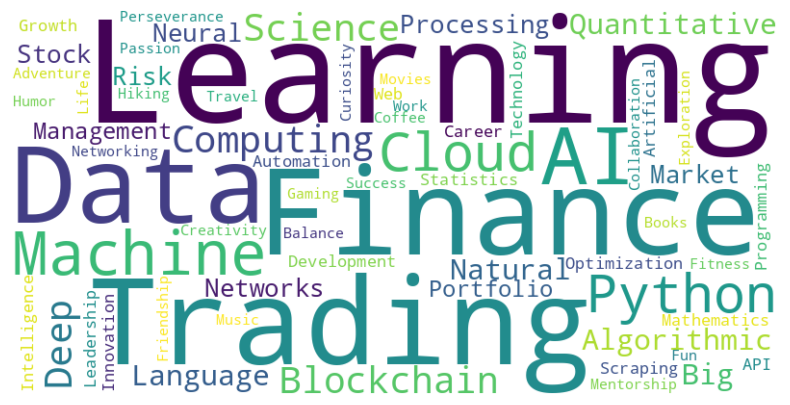 Growth
Perseverance
Neural
Science
Processing
Quantitative
Stock
Passion
Learning
Adventure
Risk
Curiosity
Movies
Technology
Humor
Life
Hiking
Travel
Web
Work
Coffee
Management
Computing
Career
Collaboration
Artificial
Exploration
Networking
Automation
Cloud
AI
Market
Data
Gaming
Success
Statistics
Finance
Programming
Machine
Creativity
Balance
Books
Development
Natural
Optimization
Fitness
Intelligence
Deep
Leadership
Innovation
Friendship
Trading
Networks
Portfolio
Python
Music
Mathematics
Algorithmic
Language
Blockchain
Fun
Scraping
Big
API
Mentorship